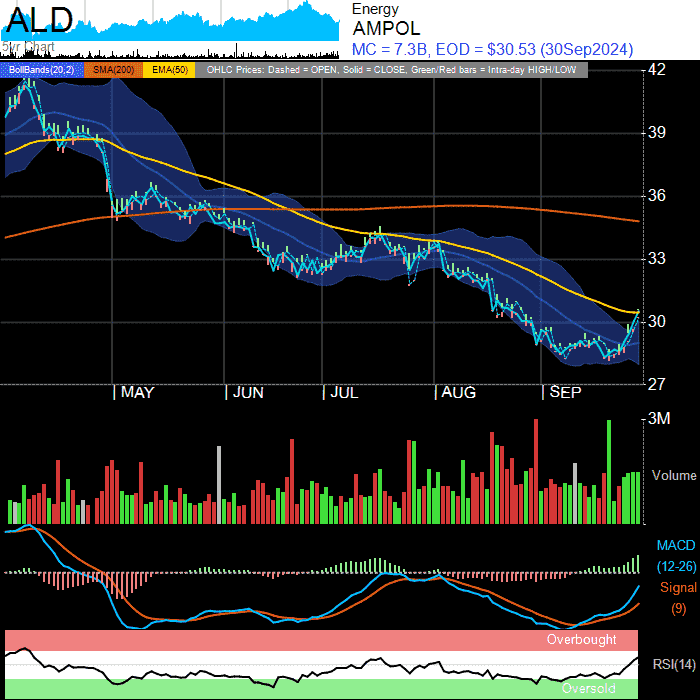 ALD
5yr Chart
Energy
AMPOL
MC = 7.3B, EOD = $30.53 (30Sep2024)
BollBands(20,2) SMA(200) EMA(50) OHLC Prices: Dashed = OPEN, Solid = CLOSE, Green/Red bars = Intra-day HIGH/LOW
42
39
36
33
30
27
MAY JUN JUL AUG SEP
3M
Volume
MACD
(12-26)
Signal
(9)
Overbought
RSI(14)
Oversold